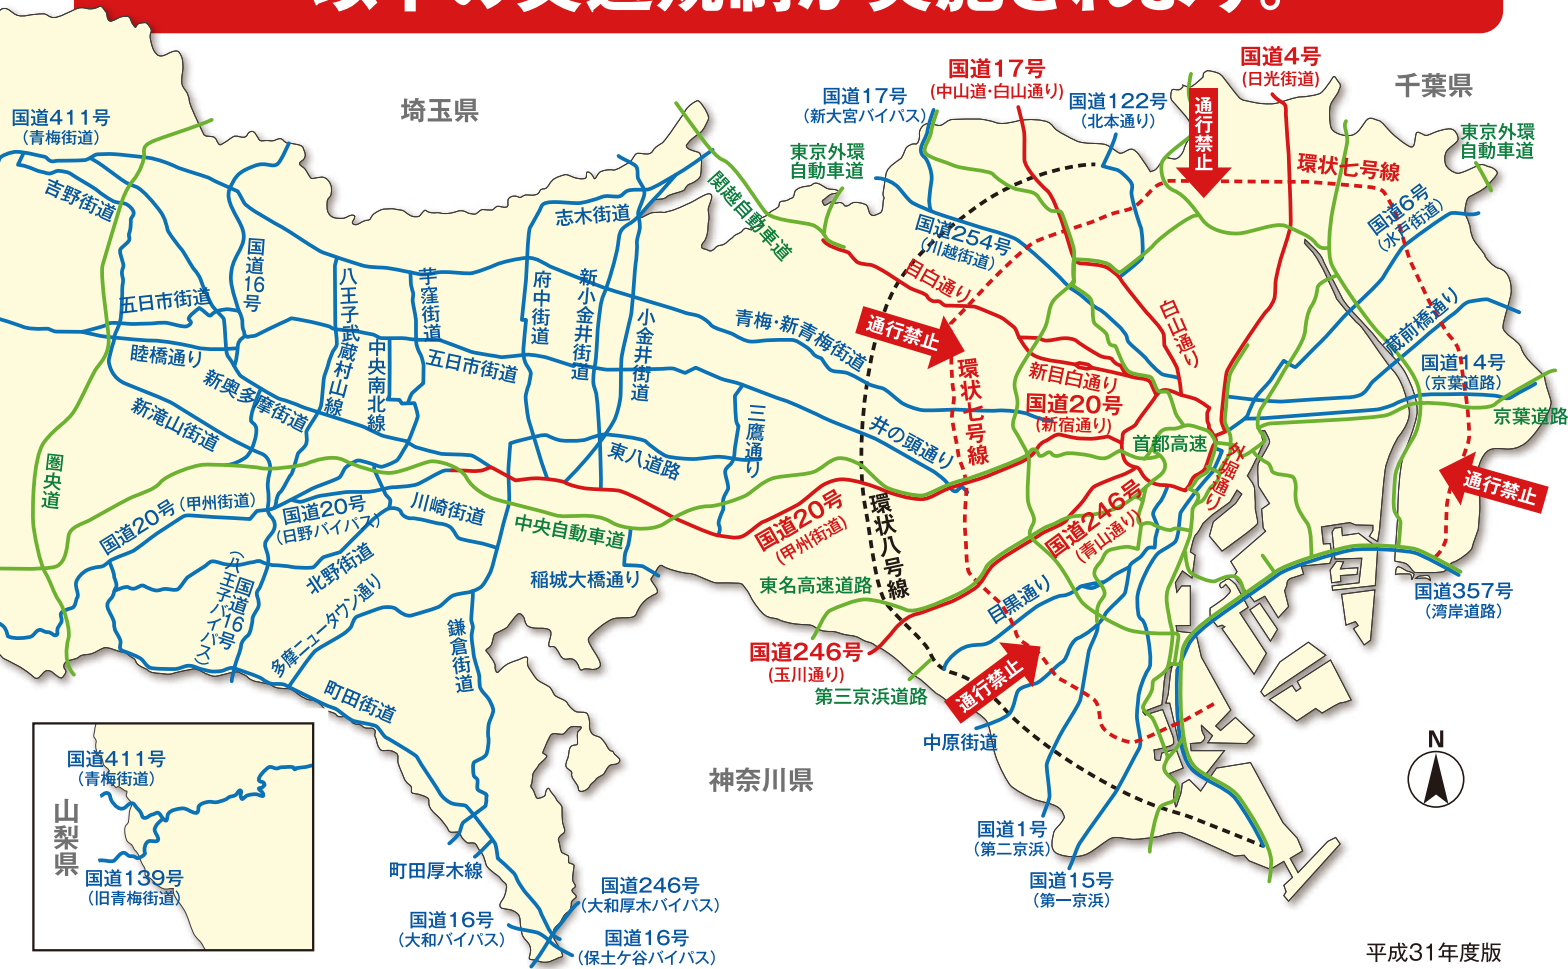 以下の交通規制が実施されます。
国道4号
(日光街道)
千葉県
国道17号
(中山道・白山通り)
埼玉県
国道17号
(新大宮バイパス)
国道122号
(北本通り)
通行禁止
国道411号
(青梅街道)
東京外環
自動車道
東京外環
自動車道
環状七号線
吉野街道
関越自動車道
志木街道
国道6号
(水戸街道)
国道254号
(川越街道)
国道16号
目白通り
八王子武蔵村山線
芋窪街道
府中街道
新小金井街道
五日市街道
小金井街道
青梅・新青梅街道
通行禁止
白山通り
蔵前橋通り
睦橋通り
中央南北線
五日市街道
環状七号線
新目白通り
国道14号
(京葉道路)
新奥多摩街道
国道20号
(新宿通り)
京葉道路
新滝山街道
三鷹通り
井の頭通り
首都高速
外堀通り
東八道路
圏央道
通行禁止
国道20号(甲州街道)
国道20号
(日野バイパス)
川崎街道
中央自動車道
国道20号
(甲州街道)
環状八号線
国道246号
(青山通り)
北野街道
国道16号
(八王子バイパス)
稲城大橋通り
東名高速道路
目黒通り
国道357号
(湾岸道路)
多摩ニュータウン通り
鎌倉街道
国道246号
(玉川通り)
通行禁止
第三京浜道路
町田街道
中原街道
N
国道411号
(青梅街道)
神奈川県
山梨県
国道1号
(第二京浜)
国道139号
(旧青梅街道)
町田厚木線
国道15号
(第一京浜)
国道246号
(大和厚木バイパス)
国道16号
(大和バイパス)
国道16号
(保土ケ谷バイパス)
平成31年度版